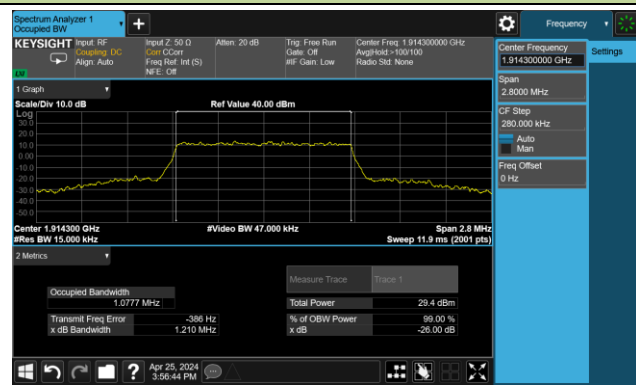 Spectrum Analyzer 1
Occupied BW
Frequency
KEYSIGHT
Input: RF
Coupling: DC
Align: Auto
Input Z: 50 Ω
Corr CCorr
Freq Ref: Int (S)
NFE: Off
Atten: 20 dB
Trig: Free Run
Gate: Off
#IF Gain: Low
Center Freq: 1.914300000 GHz
Avg|Hold:>100/100
Radio Std: None
LXI
Center Frequency
1.914300000 GHz
Settings
Span
2.8000 MHz
CF Step
280.000 kHz
Auto
Man
Freq Offset
0 Hz
1 Graph
Scale/Div 10.0 dB
Ref Value 40.00 dBm
Log
30.0
20.0
10.0
0.00
-10.0
-20.0
-30.0
-40.0
-50.0
Center 1.914300 GHz
#Video BW 47.000 kHz
Span 2.8 MHz
#Res BW 15.000 kHz
Sweep 11.9 ms (2001 pts)
2 Metrics
Measure Trace
Trace 1
Occupied Bandwidth
1.0777 MHz
Total Power
29.4 dBm
Transmit Freq Error
-386 Hz
% of OBW Power
99.00 %
x dB Bandwidth
1.210 MHz
x dB
-26.00 dB
?
Apr 25, 2024
3:56:44 PM